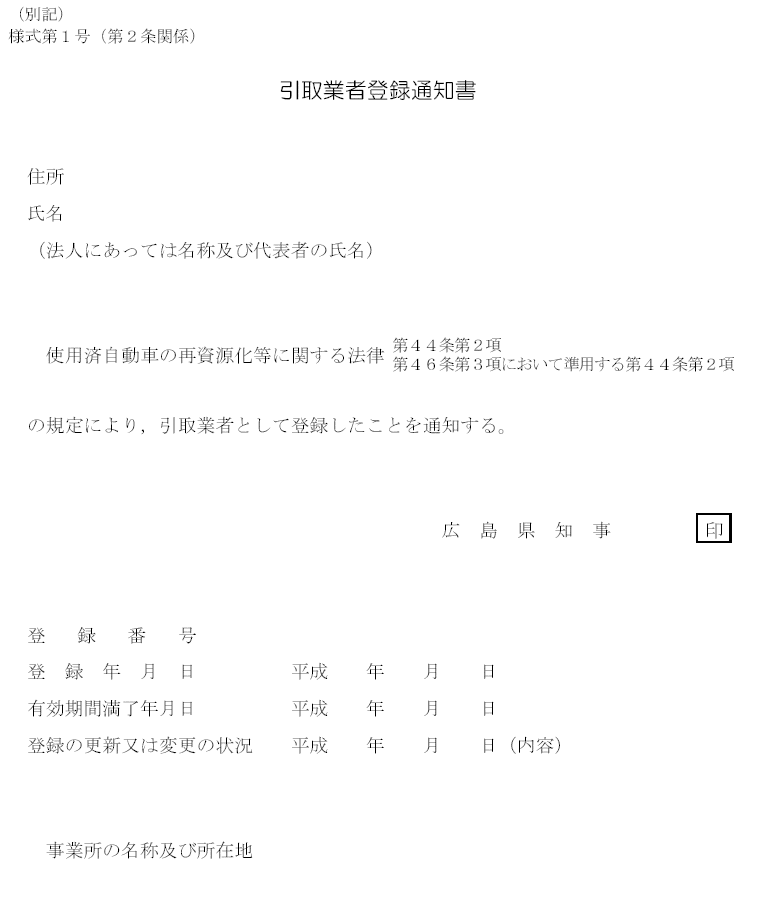 （別記）
様式第１号（第２条関係）
引取業者登録通知書
住所
氏名
（法人にあっては名称及び代表者の氏名）
使用済自動車の再資源化等に関する法律 第４４条第２項
第４６条第３項において準用する第４４条第２項
の規定により，引取業者として登録したことを通知する。
広　島　県　知　事　　　　印
登　録　番　号
登　録　年　月　日　　　　平成　　年　　月　　日
有効期間満了年月日　　　　平成　　年　　月　　日
登録の更新又は変更の状況　　平成　　年　　月　　日（内容）
事業所の名称及び所在地